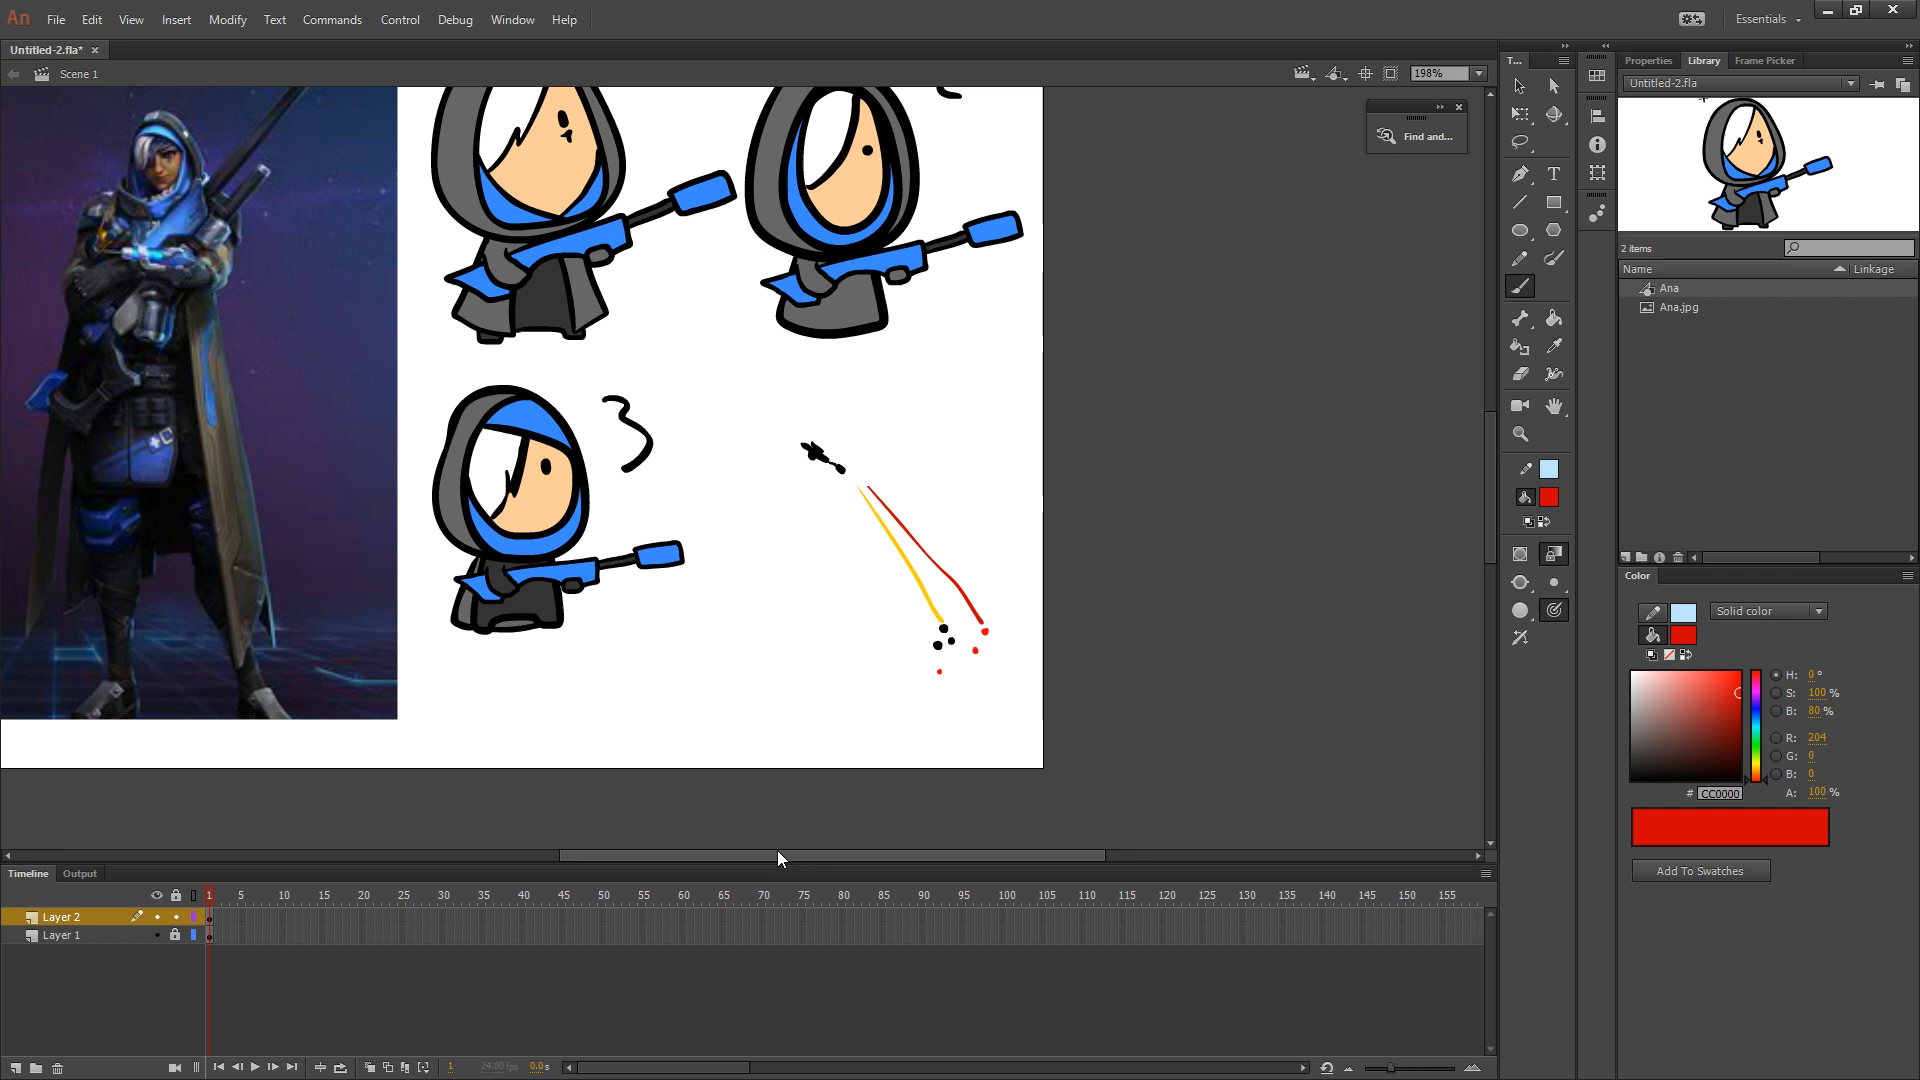 An File Edit View Insert Modify Text Commands Control Debug Window Help Essentials
Untitled-2.fla* ×
Scene 1 198%
T...
Find and...
Properties Library Frame Picker
Untitled-2.fla
2 items
Name Linkage
Ana
Ana.jpg
Color
Solid color
H: 0 °
S: 100 %
B: 80 %
R: 204
G: 0
B: 0
# CC0000 A: 100 %
Add To Swatches
3
Timeline Output
1 5 10 15 20 25 30 35 40 45 50 55 60 65 70 75 80 85 90 95 100 105 110 115 120 125 130 135 140 145 150 155
Layer 2
Layer 1
1 24.00 fps 0.0 s